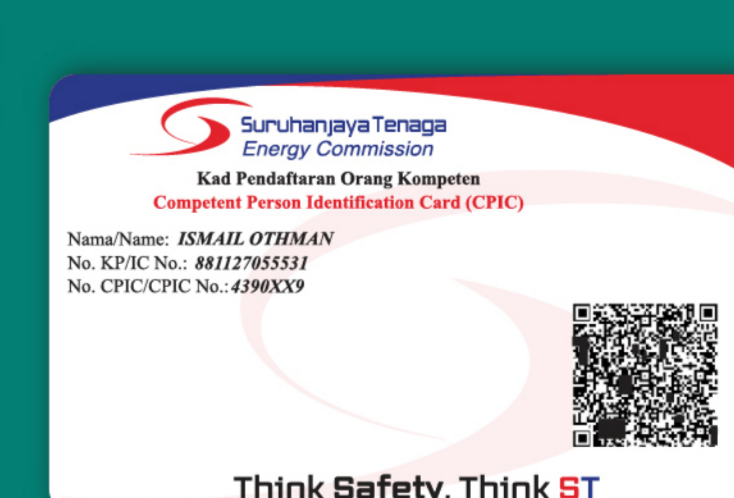 Suruhanjaya Tenaga
Energy Commission
Kad Pendaftaran Orang Kompeten
Competent Person Identification Card (CPIC)
Nama/Name: ISMAIL OTHMAN
No. KP/IC No.: 881127055531
No. CPIC/CPIC No.:4390XX9
Think Safety, Think ST